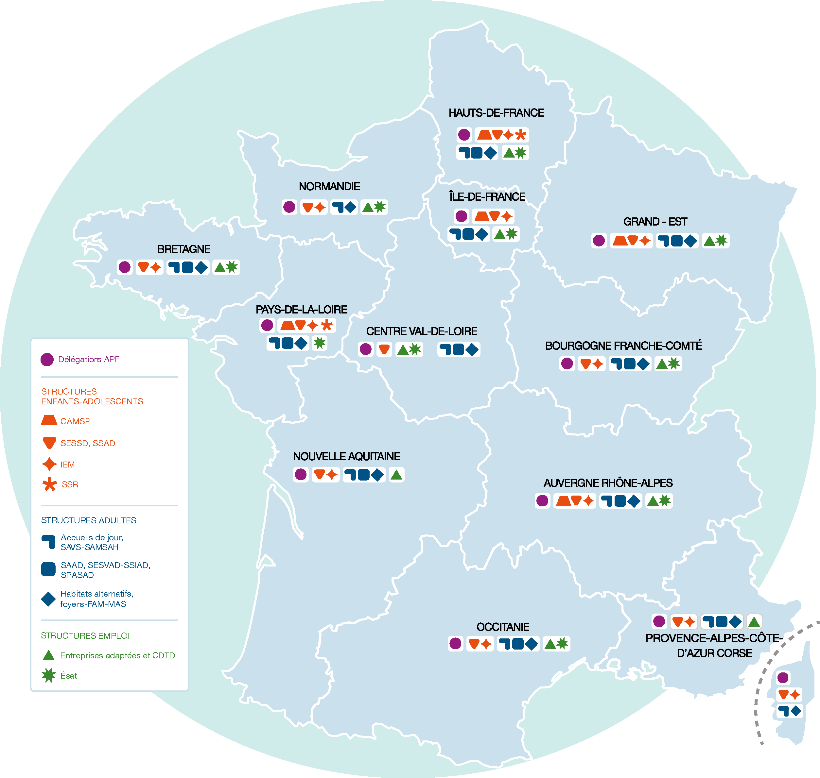 HAUTS-DE-FRANCE
NORMANDIE
ÎLE-DE-FRANCE
GRAND - EST
BRETAGNE
PAYS-DE-LA-LOIRE
CENTRE VAL-DE-LOIRE
BOURGOGNE FRANCHE-COMTÉ
NOUVELLE AQUITAINE
AUVERGNE RHÔNE-ALPES
OCCITANIE
PROVENCE-ALPES-CÔTE-
D'AZUR CORSE
Délégations APF
STRUCTURES
ENFANTS-ADOLESCENTS
CAMSP
SESSD, SSAD
IEM
SSR
STRUCTURES ADULTES
Accueils de jour,
SAVS-SAMSAH
SAAD, SESVAD-SSIAD,
SPASAD
Habitats alternatifs,
foyers-FAM-MAS
STRUCTURES EMPLOI
Entreprises adaptées et CDTD
Ésat